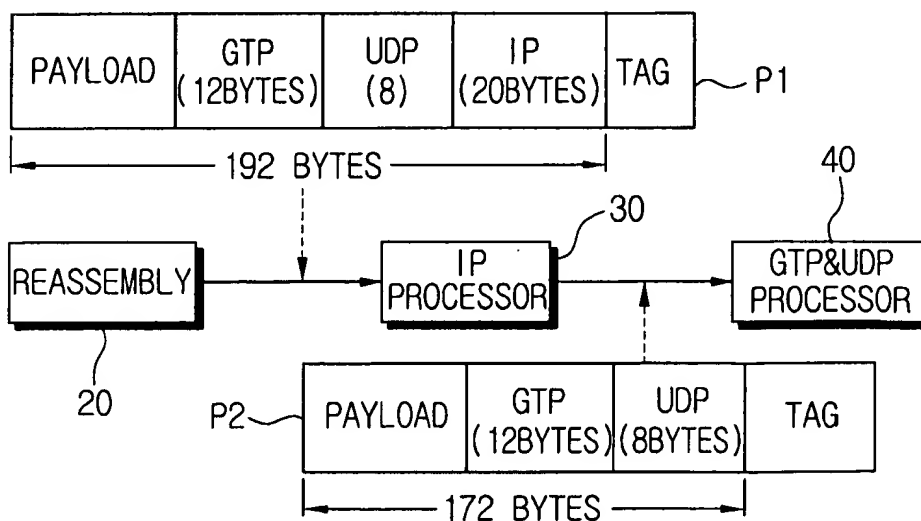 PAYLOAD
GTP
(12BYTES)
UDP
(8)
IP
(20BYTES)
TAG
P1
192 BYTES
REASSEMBLY
20
IP
PROCESSOR
30
GTP&UDP
PROCESSOR
40
P2
PAYLOAD
GTP
(12BYTES)
UDP
(8BYTES)
TAG
172 BYTES